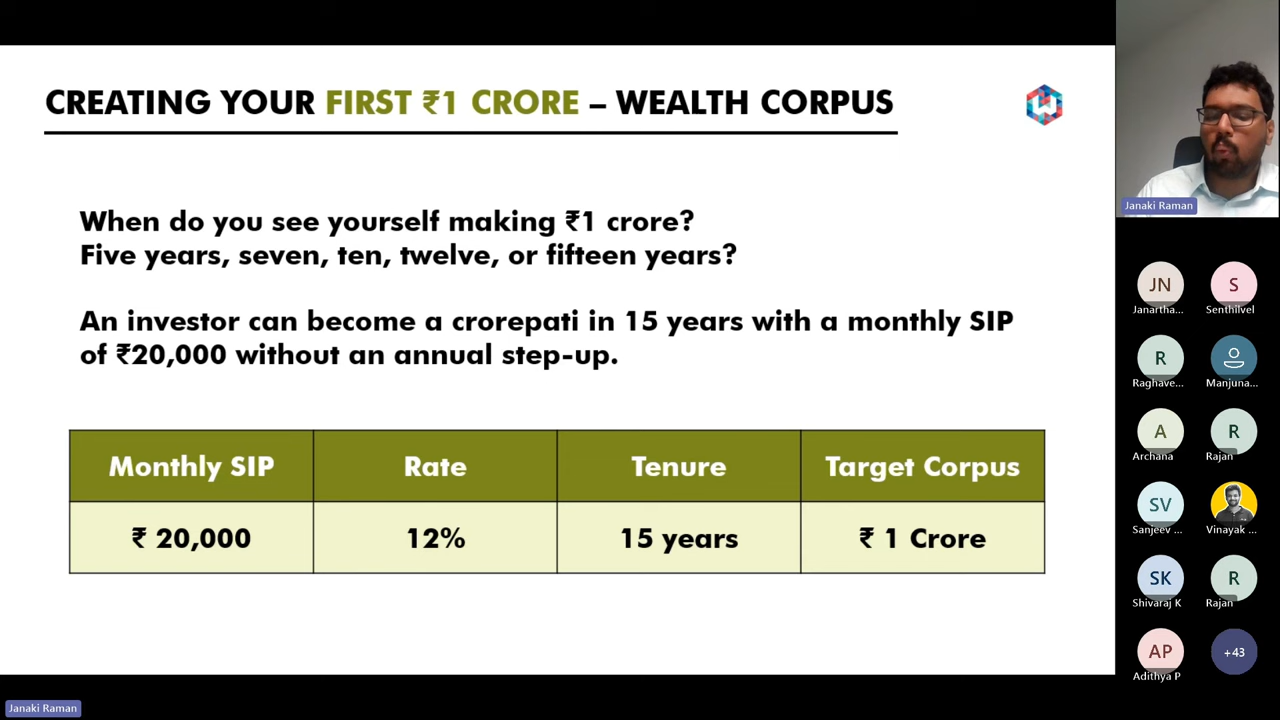 CREATING YOUR FIRST ₹1 CRORE – WEALTH CORPUS
When do you see yourself making ₹1 crore?
Five years, seven, ten, twelve, or fifteen years?
An investor can become a crorepati in 15 years with a monthly SIP
of ₹20,000 without an annual step-up.
Monthly SIP Rate Tenure Target Corpus
₹ 20,000 12% 15 years ₹ 1 Crore
Janaki Raman
JN S
Janartha... Senthilvel
R
Raghave... Manjuna...
A R
Archana Rajan
SV
Sanjeev ... Vinayak ...
SK R
Shivaraj K Rajan
AP +43
Adithya P
Janaki Raman